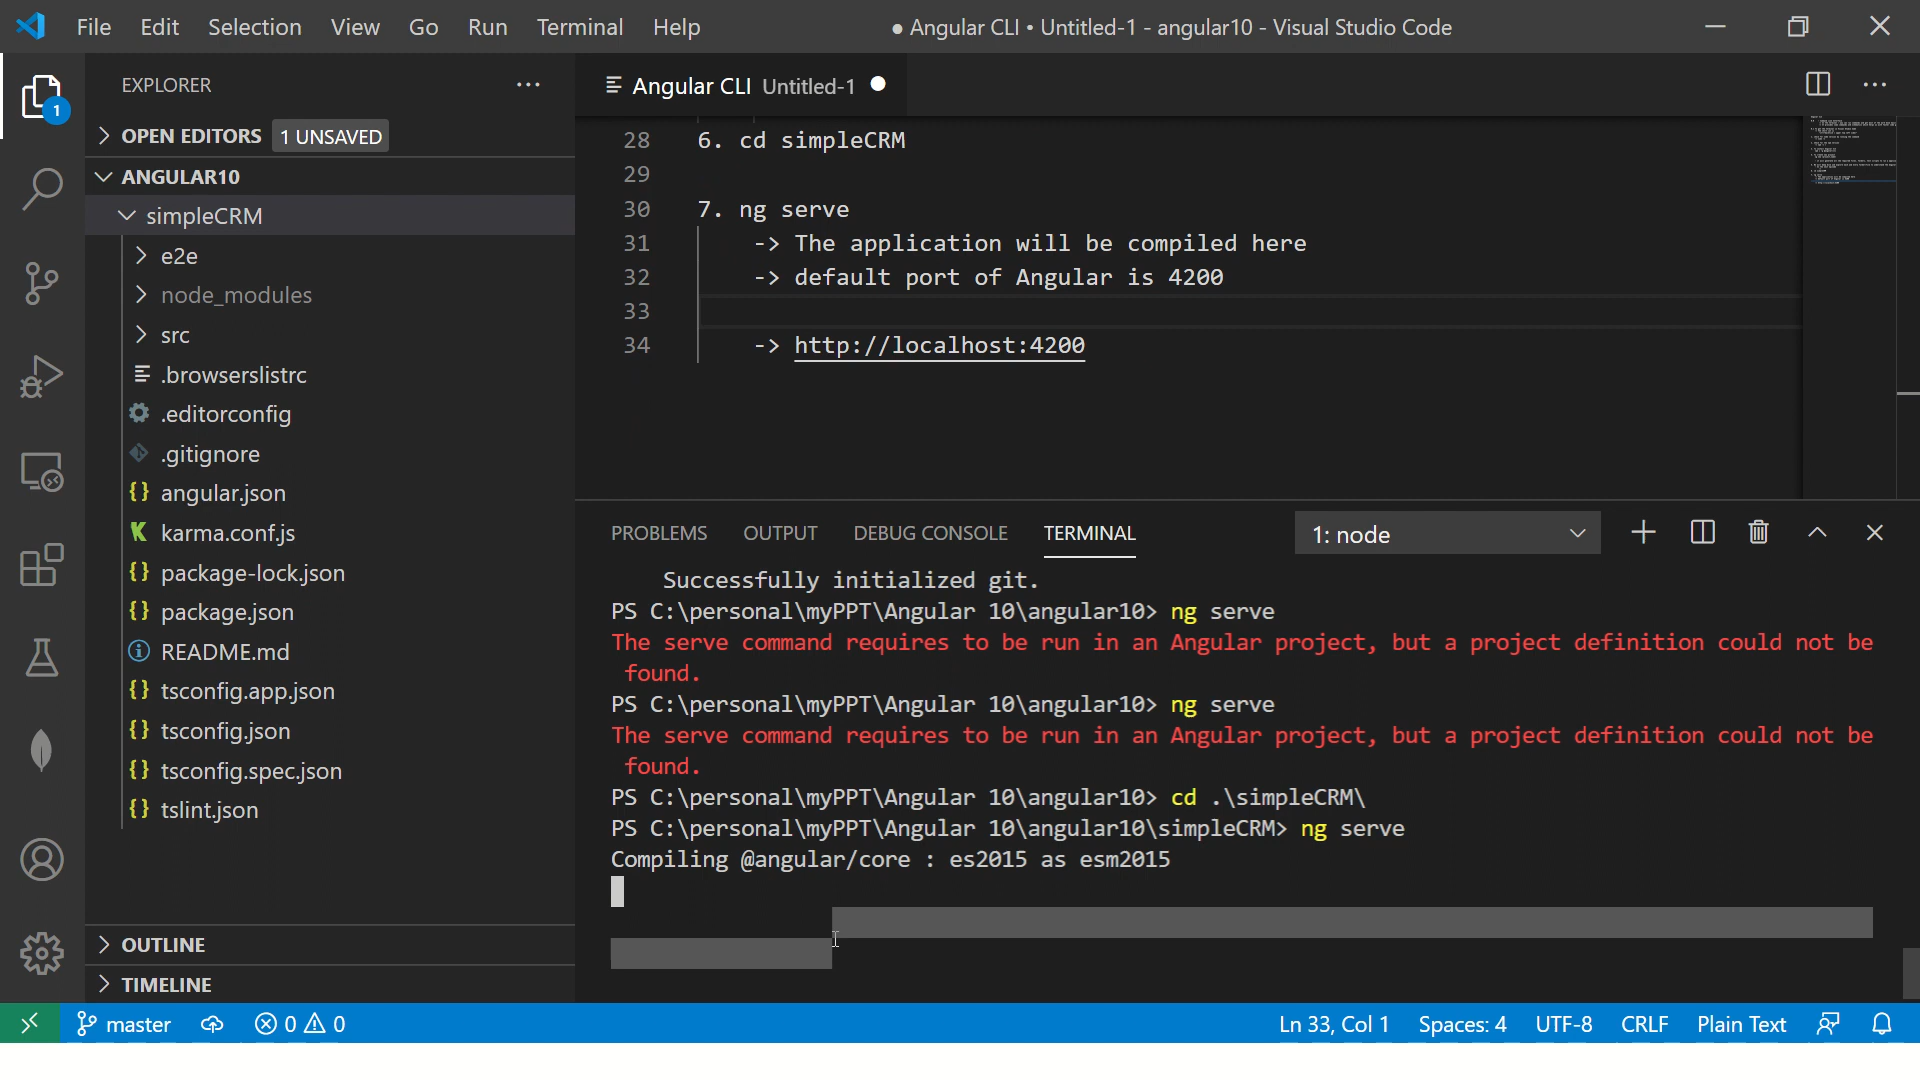 File Edit Selection View Go Run Terminal Help
● Angular CLI • Untitled-1 - angular10 - Visual Studio Code
EXPLORER
Angular CLI Untitled-1
1
OPEN EDITORS 1 UNSAVED
ANGULAR10
simpleCRM
e2e
node_modules
src
.browserslistrc
.editorconfig
.gitignore
angular.json
karma.conf.js
package-lock.json
package.json
README.md
tsconfig.app.json
tsconfig.json
tsconfig.spec.json
tslint.json
OUTLINE
TIMELINE
28 6. cd simpleCRM
29
30 7. ng serve
31 -> The application will be compiled here
32 -> default port of Angular is 4200
33
34 -> http://localhost:4200
PROBLEMS OUTPUT DEBUG CONSOLE TERMINAL 1: node
Successfully initialized git.
PS C:\personal\myPPT\Angular 10\angular10> ng serve
The serve command requires to be run in an Angular project, but a project definition could not be
found.
PS C:\personal\myPPT\Angular 10\angular10> ng serve
The serve command requires to be run in an Angular project, but a project definition could not be
found.
PS C:\personal\myPPT\Angular 10\angular10> cd .\simpleCRM\
PS C:\personal\myPPT\Angular 10\angular10\simpleCRM> ng serve
Compiling @angular/core : es2015 as esm2015
master 0 0 Ln 33, Col 1 Spaces: 4 UTF-8 CRLF Plain Text